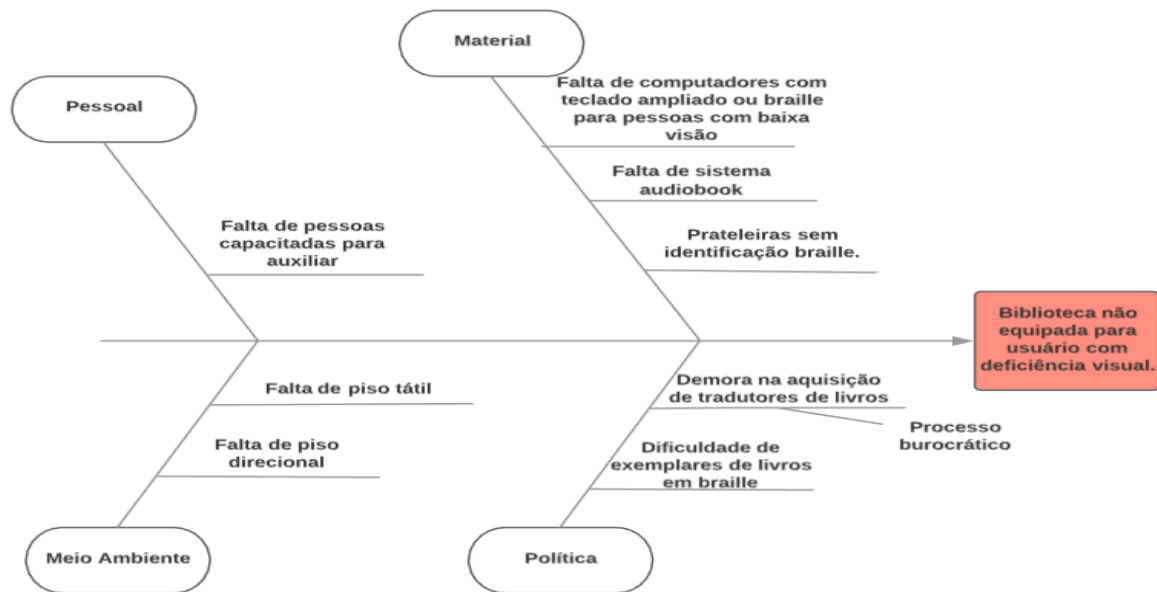 Material
Pessoal
Falta de computadores com
teclado ampliado ou braille
para pessoas com baixa
visão
Falta de sistema
audiobook
Prateleiras sem
identificação braille.
Falta de pessoas
capacitadas para
auxiliar
Biblioteca não
equipada para
usuário com
deficiência visual.
Falta de piso tátil
Falta de piso
direcional
Demora na aquisição
de tradutores de livros
Processo
burocrático
Dificuldade de
exemplares de livros
em braille
Meio Ambiente
Política